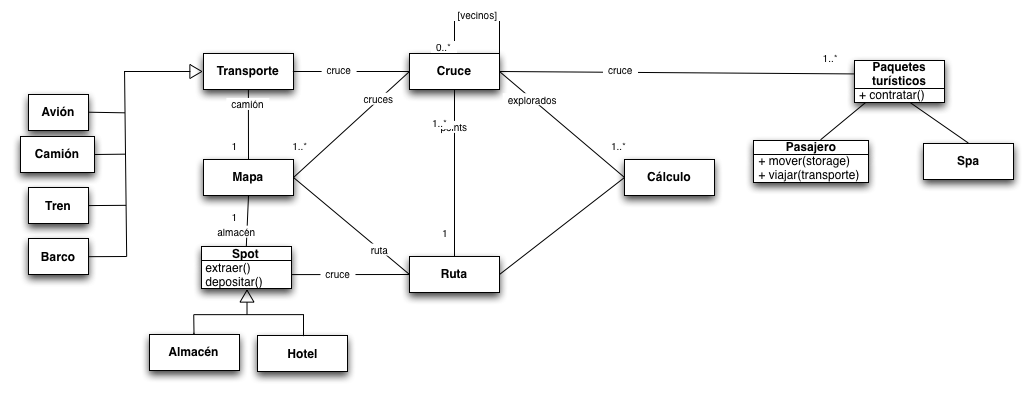 [vecinos]
0..*
Transporte
cruce
Cruce
cruce
1..*
Paquetes
turísticos
+ contratar()
Avión
camión
cruces
explorados
Camión
1
1..*
1..*
1..*
Pasajero
+ mover(storage)
+ viajar(transporte)
Spa
Mapa
Cálculo
Tren
1
almacén
1
Barco
Spot
extraer()
depositar()
ruta
cruce
Ruta
Almacén
Hotel